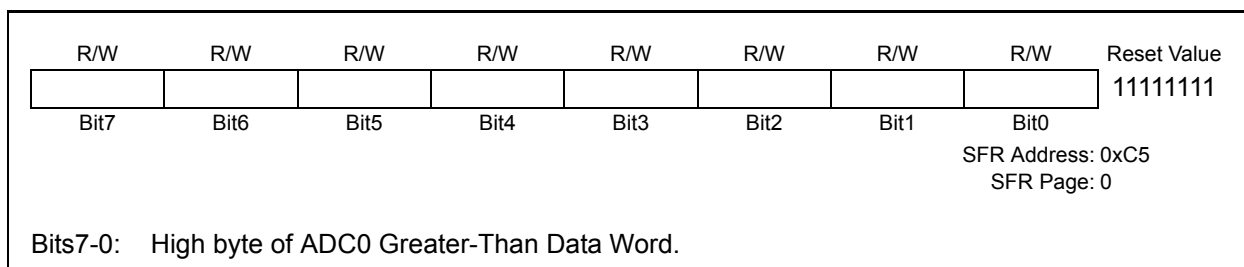 R/W R/W R/W R/W R/W R/W R/W R/W Reset Value
11111111
Bit7 Bit6 Bit5 Bit4 Bit3 Bit2 Bit1 Bit0
SFR Address: 0xC5
SFR Page: 0
Bits7-0: High byte of ADC0 Greater-Than Data Word.